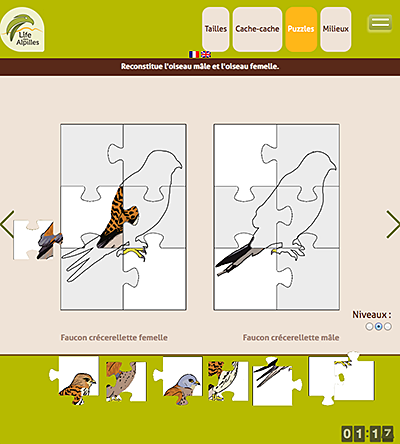 Life
des
Alpilles
Tailles
Cache-cache
Puzzles
Milieux
Reconstitue l'oiseau mâle et l'oiseau femelle.
Faucon crécerellette femelle
Faucon crécerellette mâle
Niveaux :
01:17